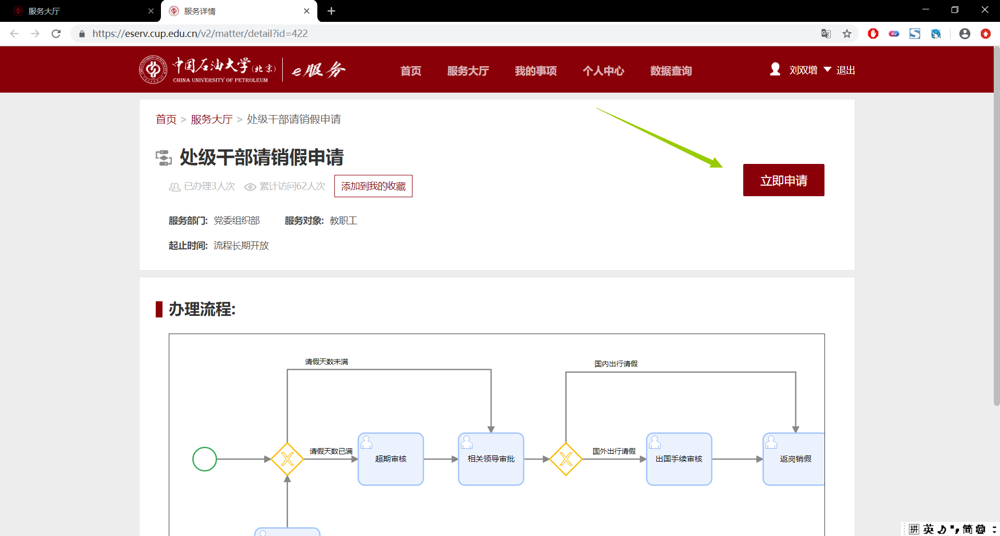 服务大厅
服务详情
https://eserv.cup.edu.cn/v2/matter/detail?id=422
中国石油大学(北京)
CHINA UNIVERSITY OF PETROLEUM
e服务
首页 服务大厅 我的事项 个人中心 数据查询
刘双增 退出
首页 > 服务大厅 > 处级干部请销假申请
处级干部请销假申请
已办理3人次 累计访问62人次 添加到我的收藏
立即申请
服务部门: 党委组织部 服务对象: 教职工
起止时间: 流程长期开放
办理流程:
请假天数未满
国内出行请假
请假天数已满
国外出行请假
超期审核
相关领导审批
出国手续审核
返岗销假
拼 英 简